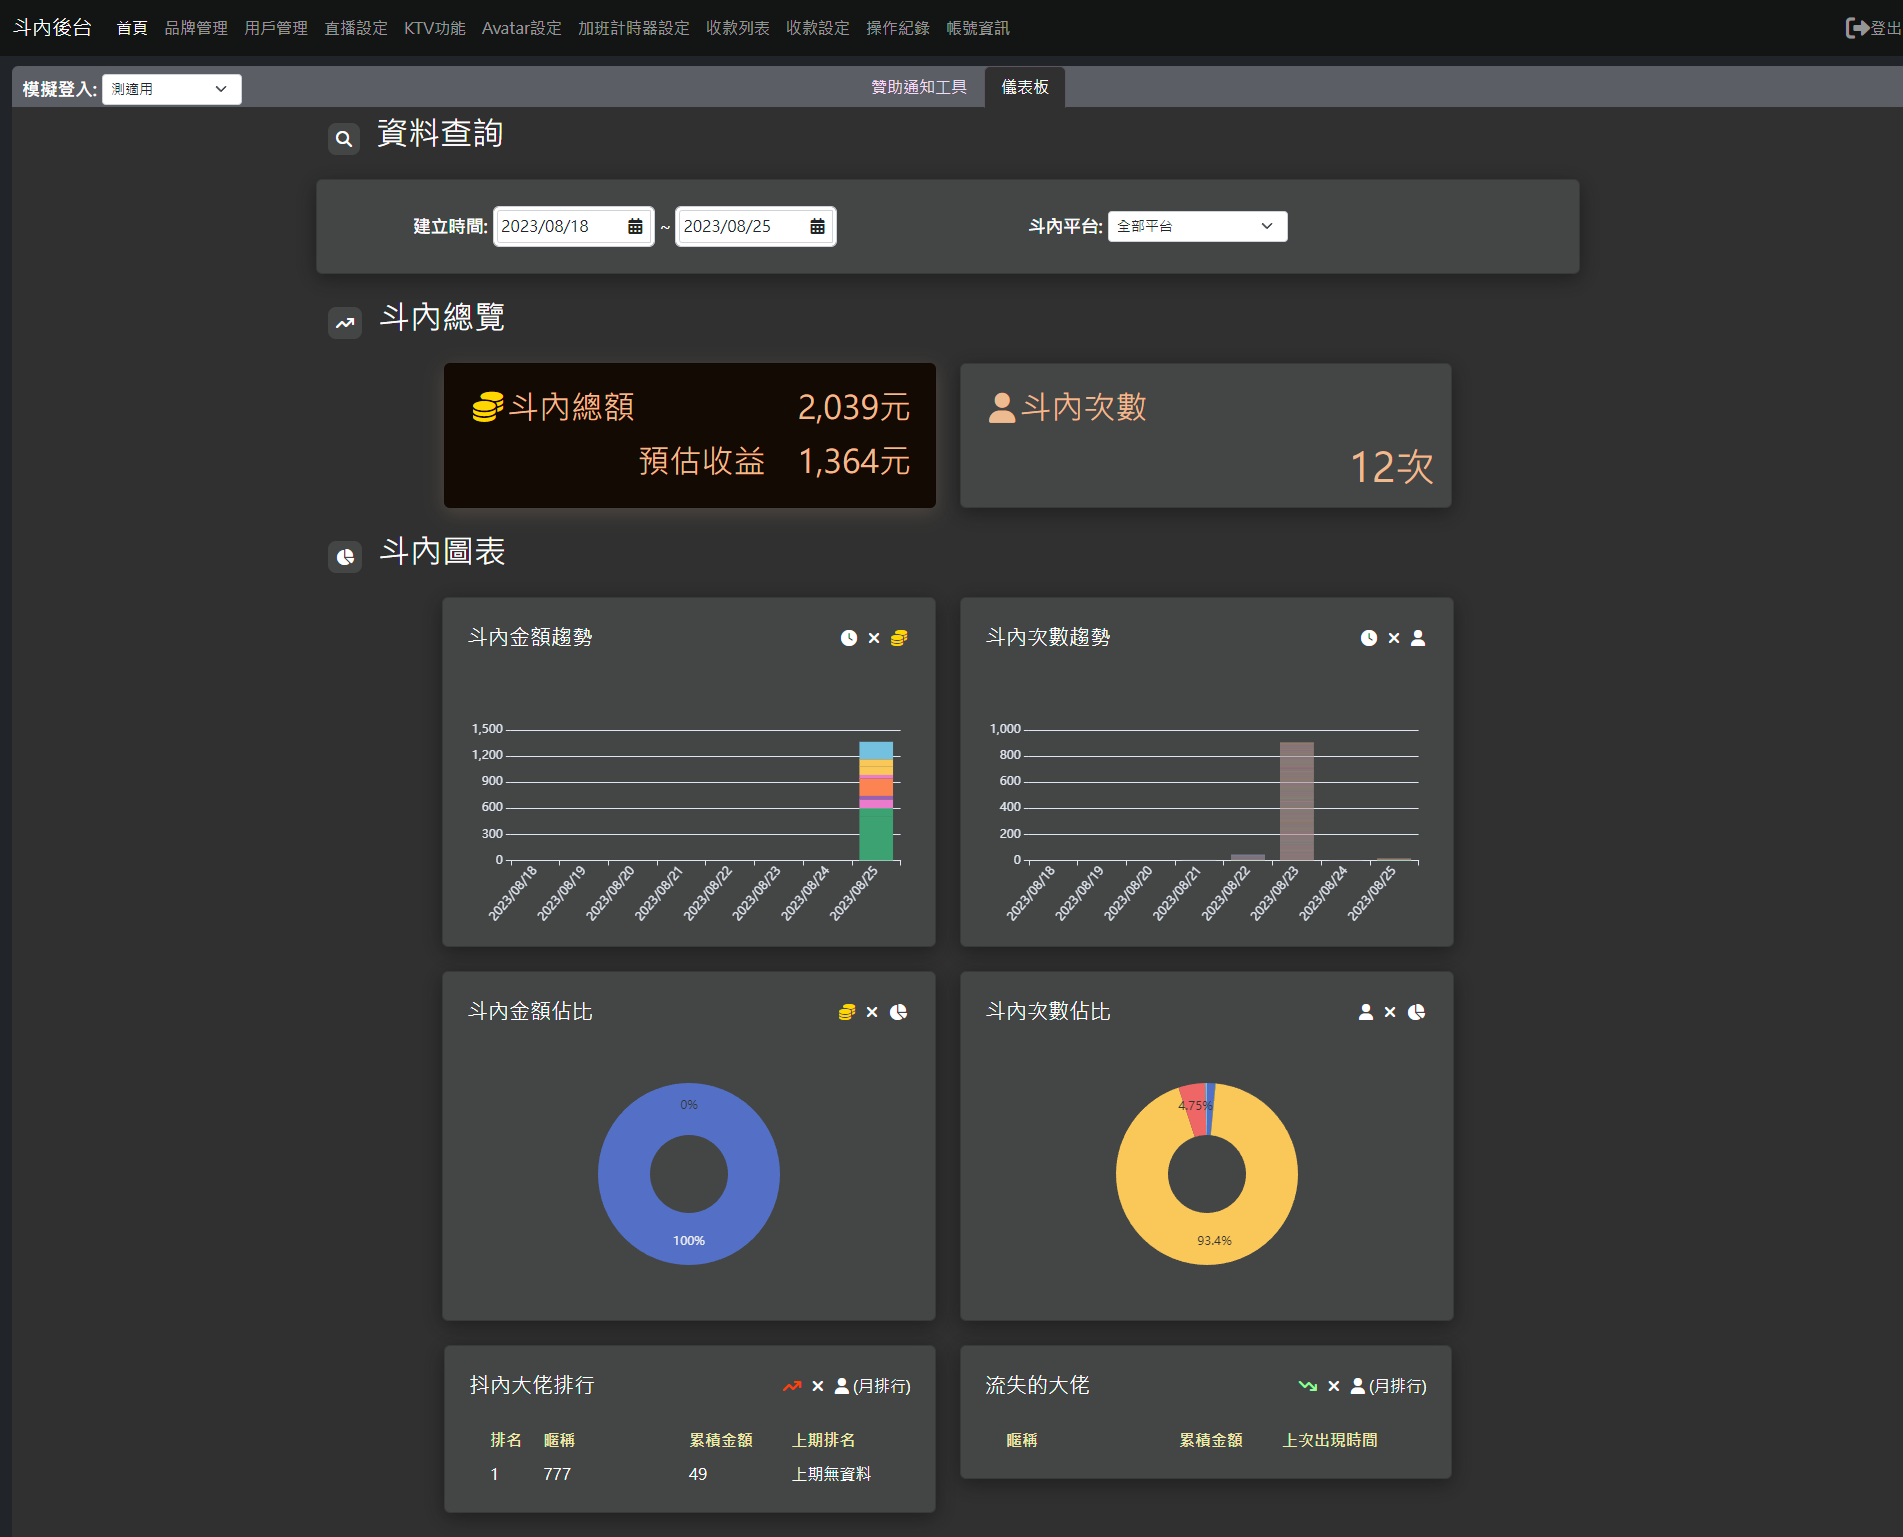 斗內後台 首頁 品牌管理 用戶管理 直播設定 KTV功能 Avatar設定 加班計時器設定 收款列表 收款設定 操作紀錄 帳號資訊 登出
模擬登入: 測適用 贊助通知工具 儀表板
資料查詢
建立時間: 2023/08/18 ~ 2023/08/25 斗內平台: 全部平台
斗內總覽
斗內總額 2,039元
預估收益 1,364元
斗內次數
12次
斗內圖表
斗內金額趨勢
1,500
1,200
900
600
300
0
2023/08/18 2023/08/19 2023/08/20 2023/08/21 2023/08/22 2023/08/23 2023/08/24 2023/08/25
斗內次數趨勢
1,000
800
600
400
200
0
2023/08/18 2023/08/19 2023/08/20 2023/08/21 2023/08/22 2023/08/23 2023/08/24 2023/08/25
斗內金額佔比
0%
100%
斗內次數佔比
4.75%
93.4%
抖內大佬排行 (月排行)
排名 暱稱 累積金額 上期排名
1 777 49 上期無資料
流失的大佬 (月排行)
暱稱 累積金額 上次出現時間